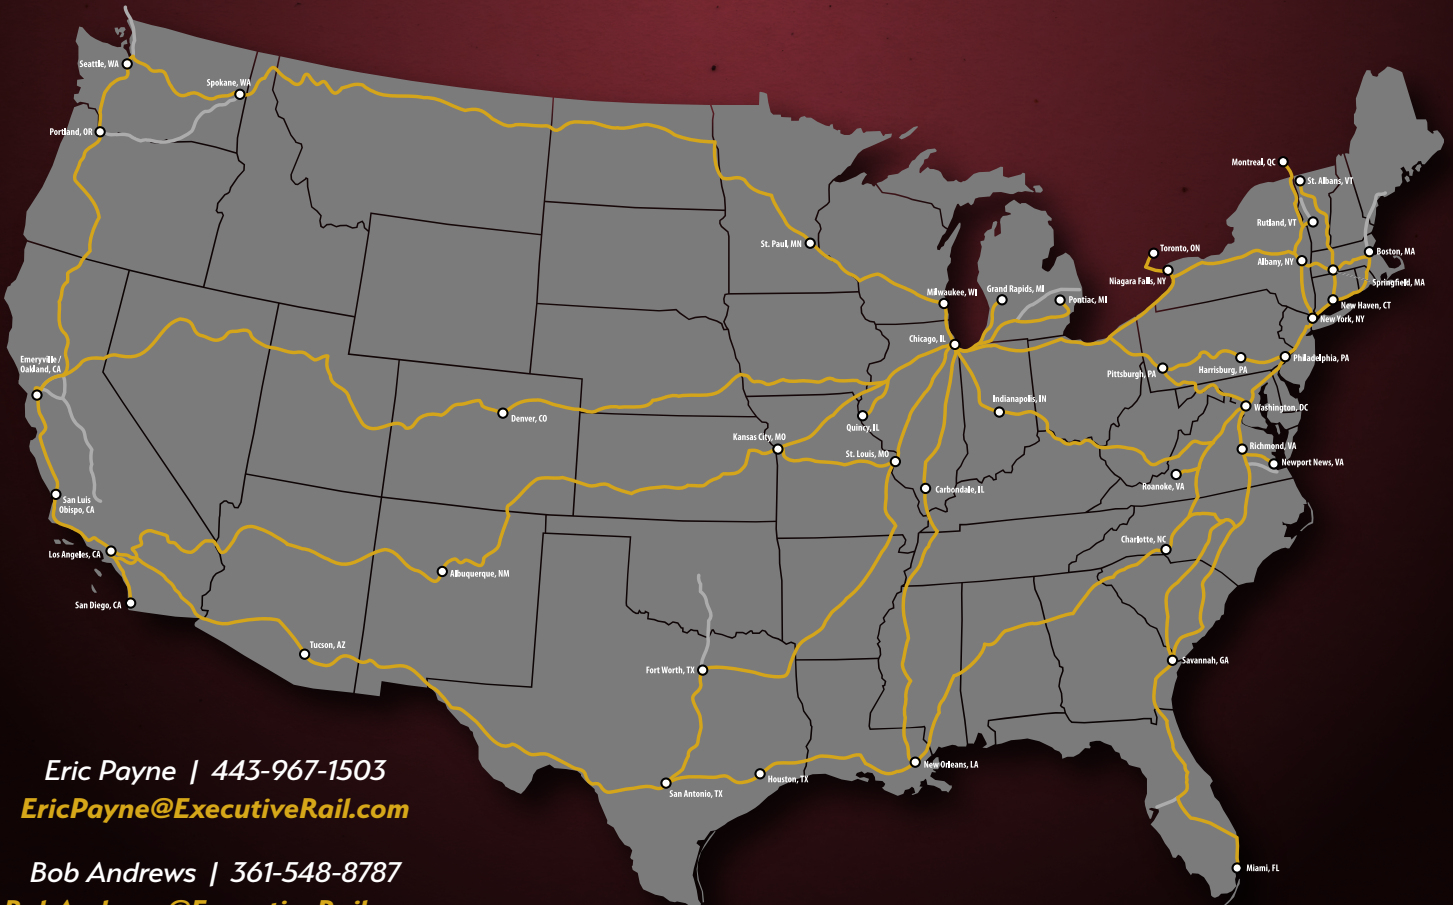 Seattle, WA
Spokane, WA
Portland, OR
Montreal, QC
St. Albans, VT
Rutland, VT
St. Paul, MN
Toronto, ON
Albany, NY
Boston, MA
Niagara Falls, NY
Springfield, MA
Milwaukee, WI
Grand Rapids, MI
Pontiac, MI
New Haven, CT
New York, NY
Chicago, IL
Emeryville /
Oakland, CA
Pittsburgh, PA
Harrisburg, PA
Philadelphia, PA
Indianapolis, IN
Washington, DC
Denver, CO
Quincy, IL
Kansas City, MO
St. Louis, MO
Richmond, VA
Newport News, VA
Roanoke, VA
San Luis
Obispo, CA
Carbondale, IL
Charlotte, NC
Los Angeles, CA
Albuquerque, NM
San Diego, CA
Tucson, AZ
Fort Worth, TX
Savannah, GA
New Orleans, LA
Houston, TX
San Antonio, TX
Miami, FL
Eric Payne | 443-967-1503
EricPayne@ExecutiveRail.com
Bob Andrews | 361-548-8787